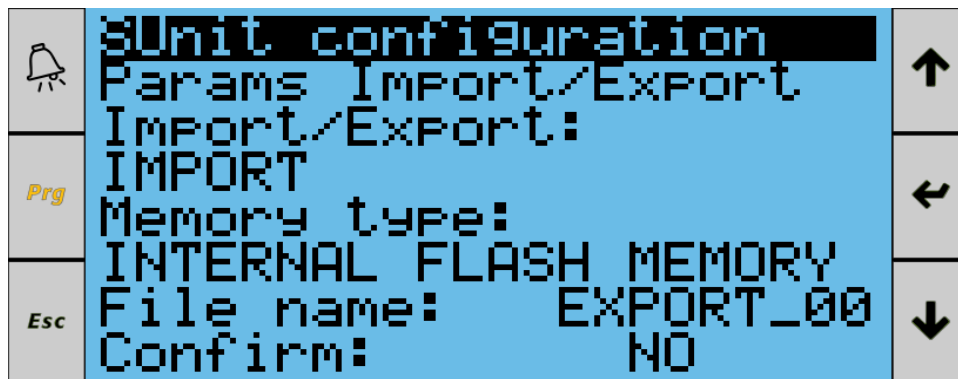 SUnit configuration
Params Import/Export
Import/Export:
IMPORT
Memory type:
INTERNAL FLASH MEMORY
File name: EXPORT_00
Confirm: NO
Prg
Esc